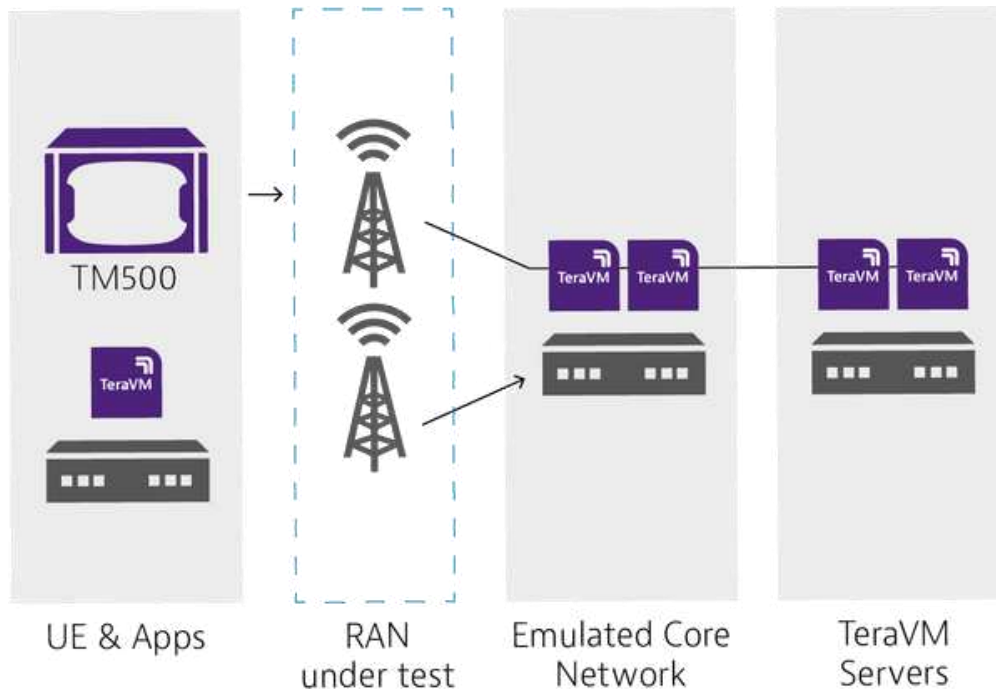 TM500
TeraVM
TeraVM
TeraVM
TeraVM
TeraVM
UE & Apps
RAN
under test
Emulated Core
Network
TeraVM
Servers